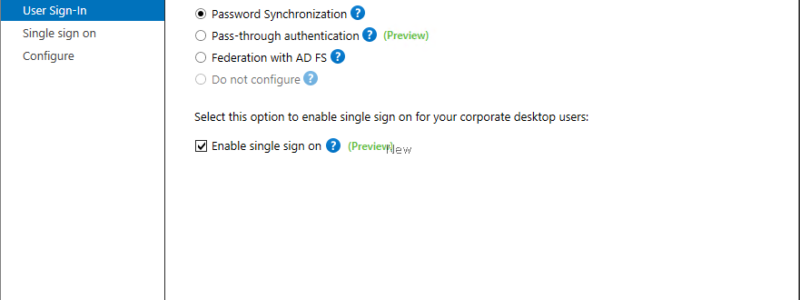 User Sign-In
Single sign on
Configure
Password Synchronization ?
Pass-through authentication ? (Preview)
Federation with AD FS ?
Do not configure ?
Select this option to enable single sign on for your corporate desktop users:
Enable single sign on ? (Preview)
New